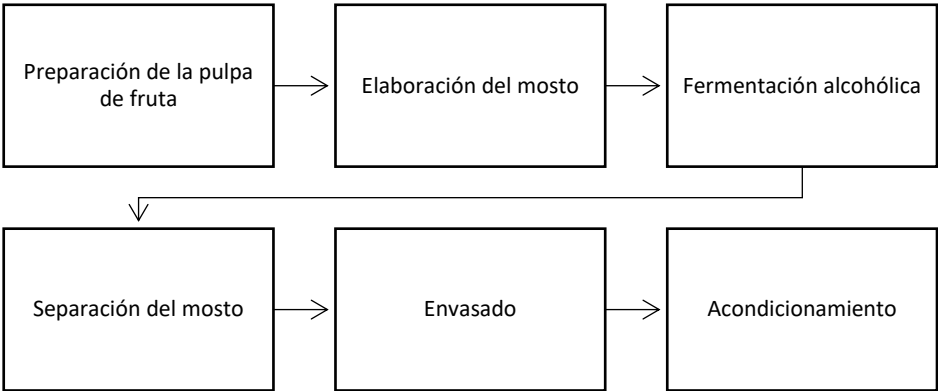 Preparación de la pulpa
de fruta
Elaboración del mosto
Fermentación alcohólica
Separación del mosto
Envasado
Acondicionamiento